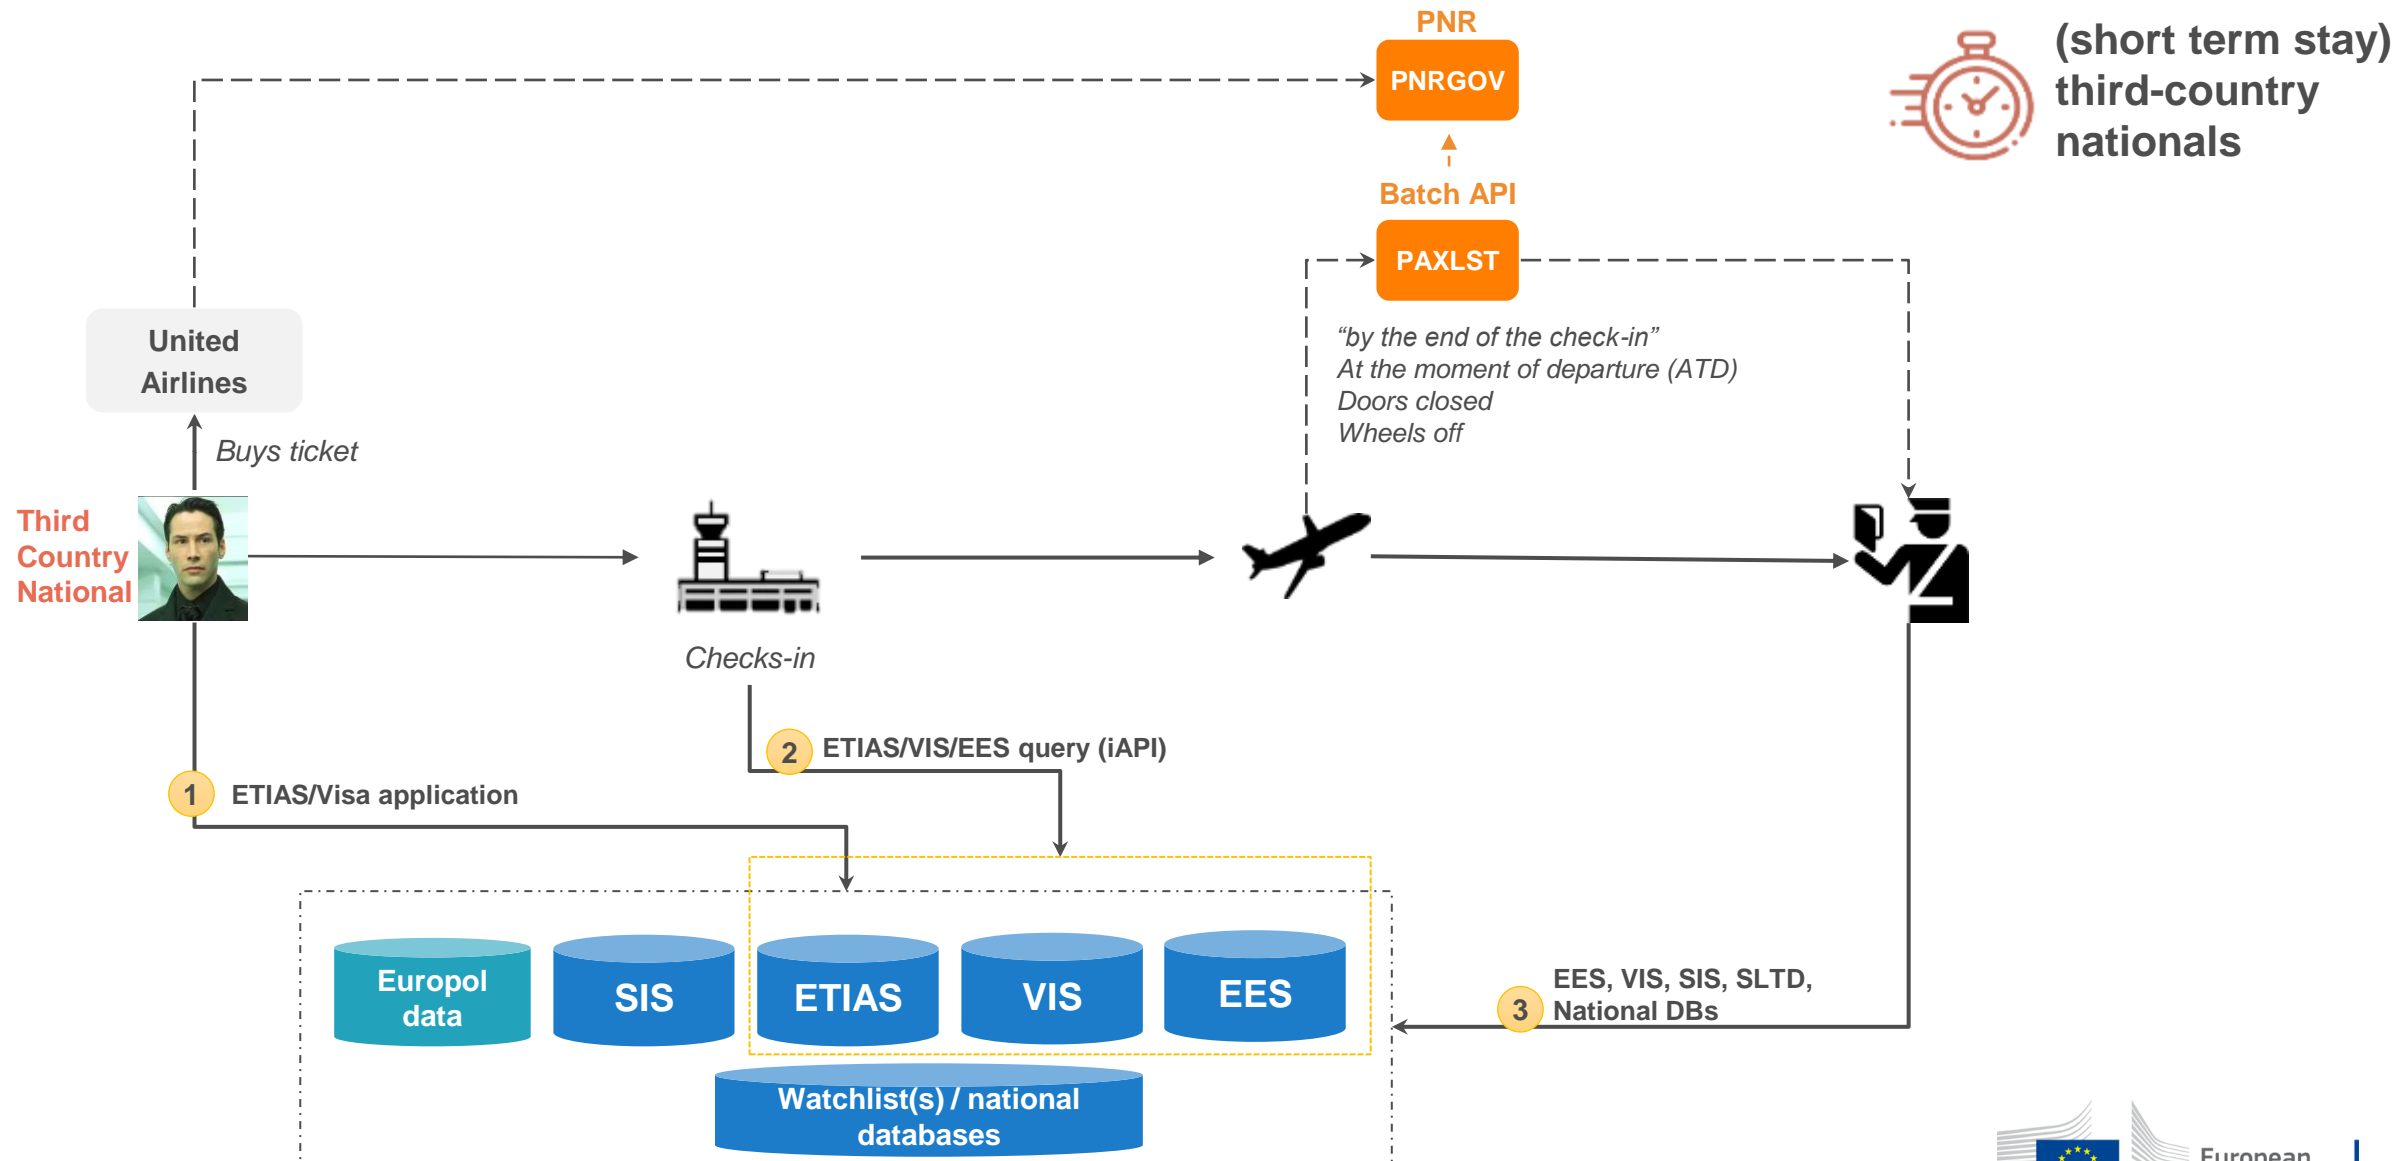 PNR
PNRGOV
(short term stay)
third-country
nationals
Batch API
PAXLST
United
Airlines
“by the end of the check-in”
At the moment of departure (ATD)
Doors closed
Wheels off
Buys ticket
Third
Country
National
Checks-in
2 ETIAS/VIS/EES query (iAPI)
1 ETIAS/Visa application
Europol
data
SIS
ETIAS
VIS
EES
3 EES, VIS, SIS, SLTD,
National DBs
Watchlist(s) / national
databases
European